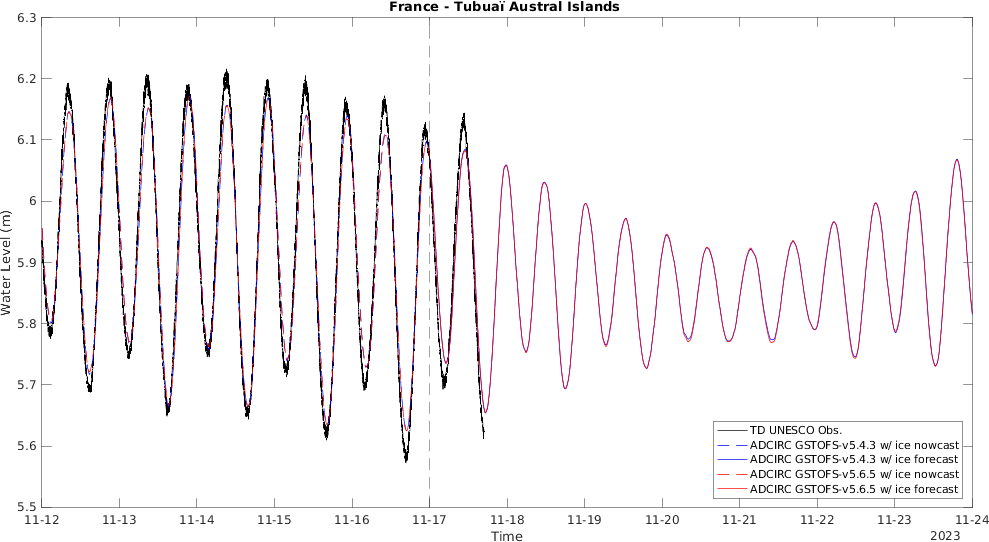 France - Tubuaï Austral Islands
Water Level (m)
6.3
6.2
6.1
6
5.9
5.8
5.7
5.6
5.5
TD UNESCO Obs.
ADCIRC GSTOFS-v5.4.3 w/ ice nowcast
ADCIRC GSTOFS-v5.4.3 w/ ice forecast
ADCIRC GSTOFS-v5.6.5 w/ ice nowcast
ADCIRC GSTOFS-v5.6.5 w/ ice forecast
11-12 11-13 11-14 11-15 11-16 11-17 11-18 11-19 11-20 11-21 11-22 11-23 11-24
Time
2023